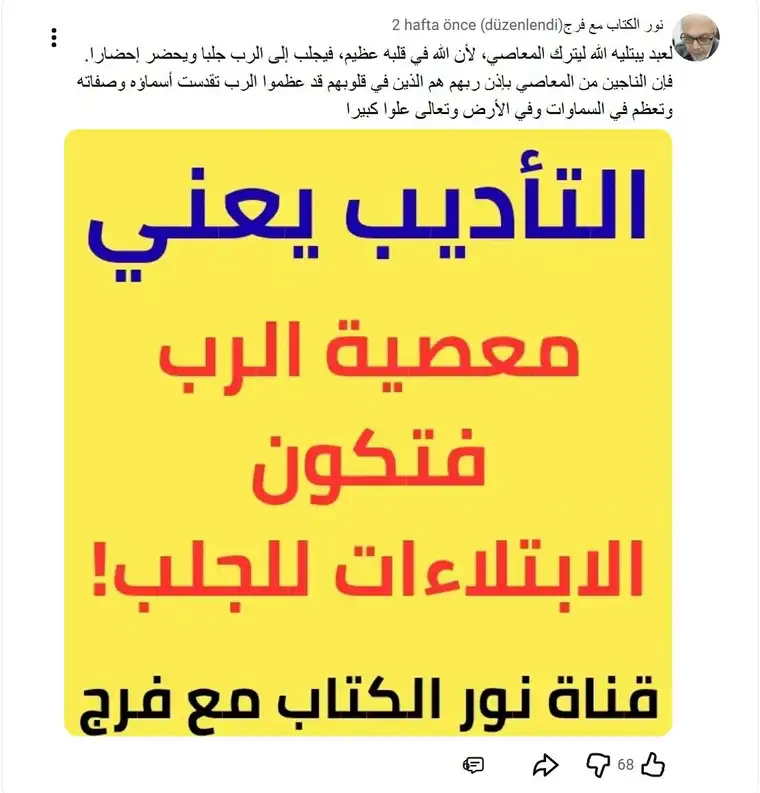 نور الكتاب مع فرج(düzenlendi) 2 hafta önce
لعبد يبتليه الله ليترك المعاصي، لأن الله في قلبه عظيم، فيجلب إلى الرب جلبا ويحضر إحضارا.
فإن الناجين من المعاصي بإذن ربهم هم الذين في قلوبهم قد عظموا الرب تقدست أسماؤه وصفاته
وتعظم في السماوات وفي الأرض وتعالى علوا كبيرا
التأديب يعني
معصية الرب
فتكون
الابتلاءات للجلب!
قناة نور الكتاب مع فرج
68